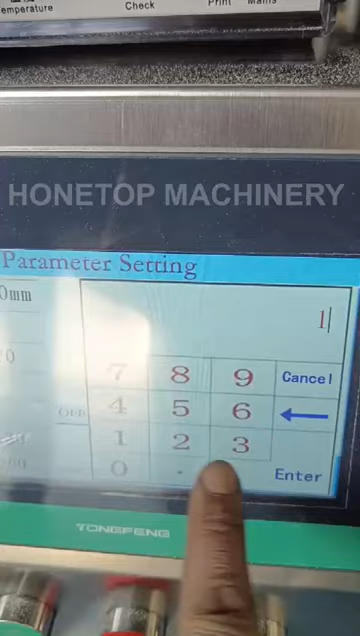 Temperature
Check
Print
Mains
HONETOP MACHINERY
Parameter Setting
0mm
1
7 8 9 Cancel
4 5 6 ←
1 2 3
0 . Enter
TONGFENG